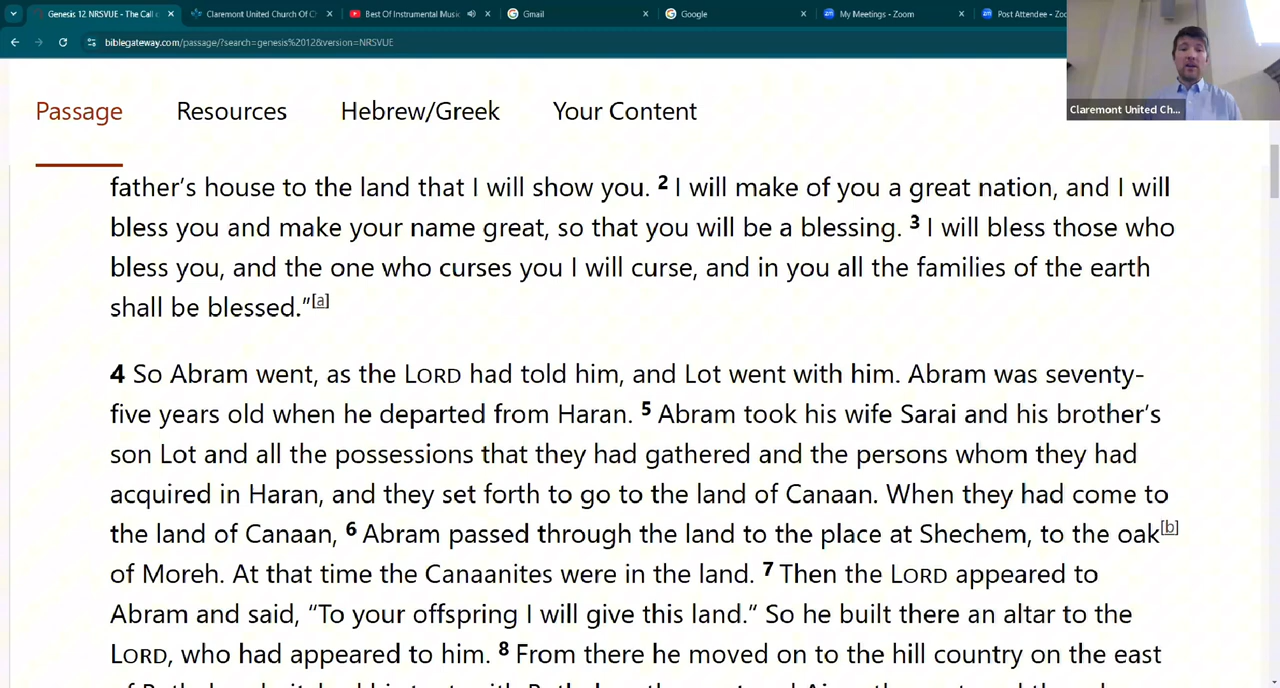 Genesis 12 NRSVUE - The Call o
Claremont United Church Of C
Best Of Instrumental Music
Gmail
Google
My Meetings - Zoom
Post Attendee - Zoo
biblegateway.com/passage/?search=genesis%2012&version=NRSVUE
Claremont United Ch...
Passage
Resources
Hebrew/Greek
Your Content
father’s house to the land that I will show you. 2 I will make of you a great nation, and I will
bless you and make your name great, so that you will be a blessing. 3 I will bless those who
bless you, and the one who curses you I will curse, and in you all the families of the earth
shall be blessed.”[a]
4 So Abram went, as the LORD had told him, and Lot went with him. Abram was seventy-
five years old when he departed from Haran. 5 Abram took his wife Sarai and his brother’s
son Lot and all the possessions that they had gathered and the persons whom they had
acquired in Haran, and they set forth to go to the land of Canaan. When they had come to
the land of Canaan, 6 Abram passed through the land to the place at Shechem, to the oak[b]
of Moreh. At that time the Canaanites were in the land. 7 Then the LORD appeared to
Abram and said, “To your offspring I will give this land.” So he built there an altar to the
LORD, who had appeared to him. 8 From there he moved on to the hill country on the east